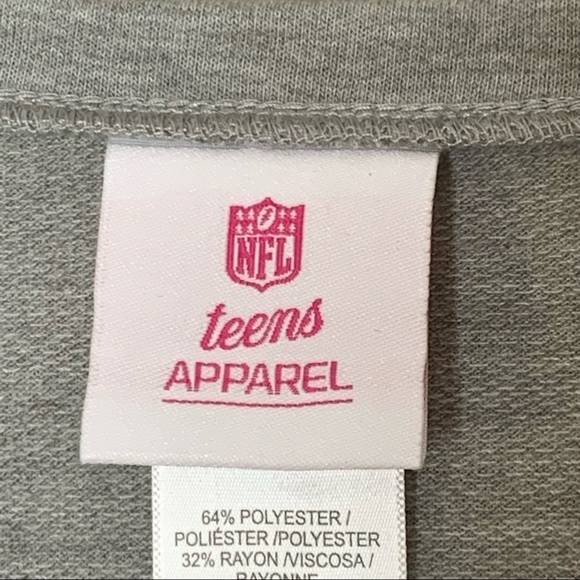 NFL
teens
APPAREL
64% POLYESTER /
POLIÉSTER /POLYESTER
32% RAYON /VISCOSA /
RAYONNE